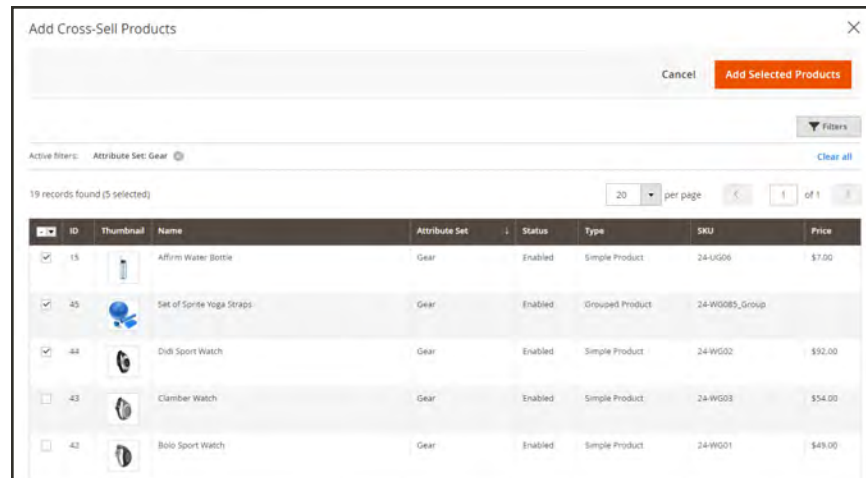 Add Cross-Sell Products
Cancel Add Selected Products
Filters
Active filters: Attribute Set: Gear Clear all
19 records found (5 selected) 20 per page 1 of 1
ID Thumbnail Name Attribute Set ↓ Status Type SKU Price
15 Affirm Water Bottle Gear Enabled Simple Product 24-UG06 $7.00
45 Set of Sprite Yoga Straps Gear Enabled Grouped Product 24-WG085_Group
44 Didi Sport Watch Gear Enabled Simple Product 24-WG02 $92.00
43 Clamber Watch Gear Enabled Simple Product 24-WG03 $54.00
42 Bolo Sport Watch Gear Enabled Simple Product 24-WG01 $49.00